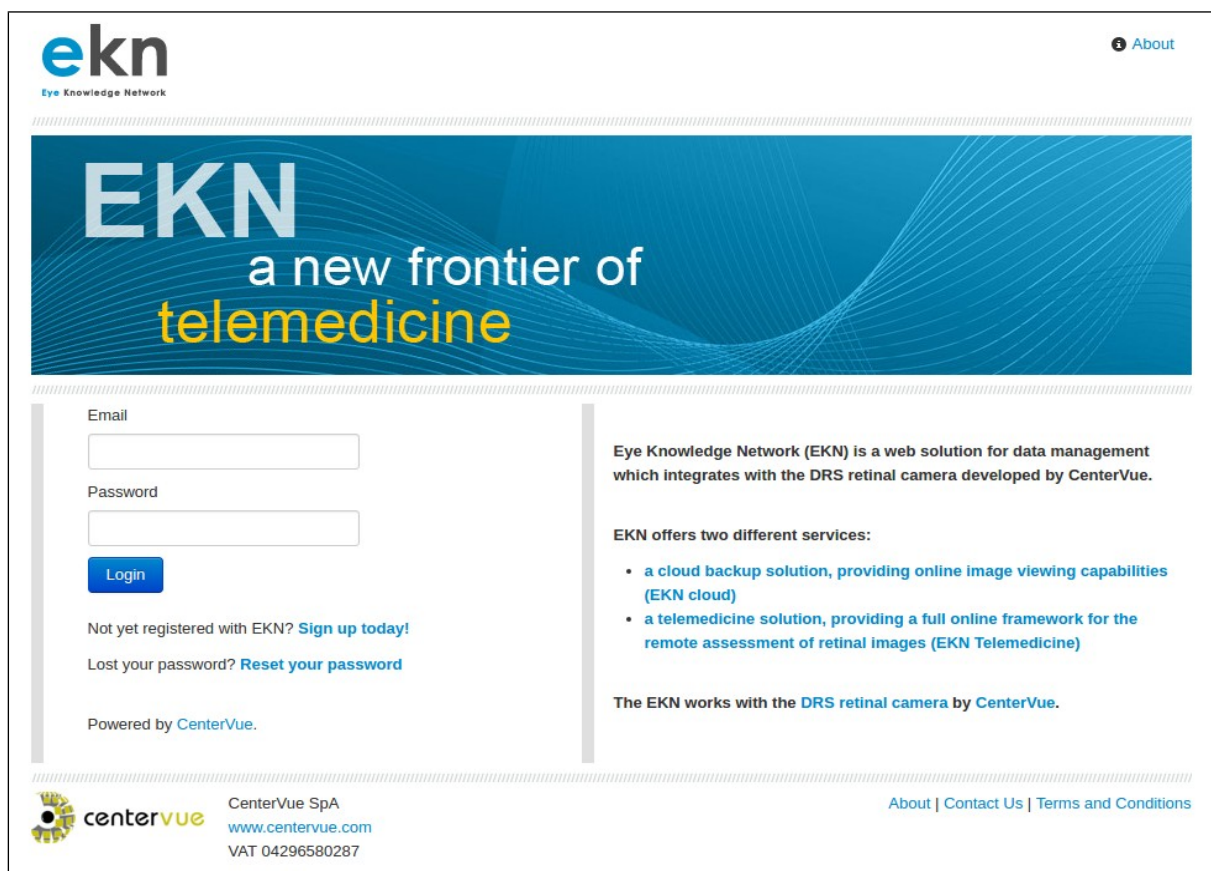 ekn
Eye Knowledge Network
About
EKN
a new frontier of
telemedicine
Email
Password
Login
Not yet registered with EKN? Sign up today!
Lost your password? Reset your password
Powered by CenterVue.
Eye Knowledge Network (EKN) is a web solution for data management
which integrates with the DRS retinal camera developed by CenterVue.
EKN offers two different services:
• a cloud backup solution, providing online image viewing capabilities
(EKN cloud)
• a telemedicine solution, providing a full online framework for the
remote assessment of retinal images (EKN Telemedicine)
The EKN works with the DRS retinal camera by CenterVue.
centervue
CenterVue SpA
www.centervue.com
VAT 04296580287
About | Contact Us | Terms and Conditions